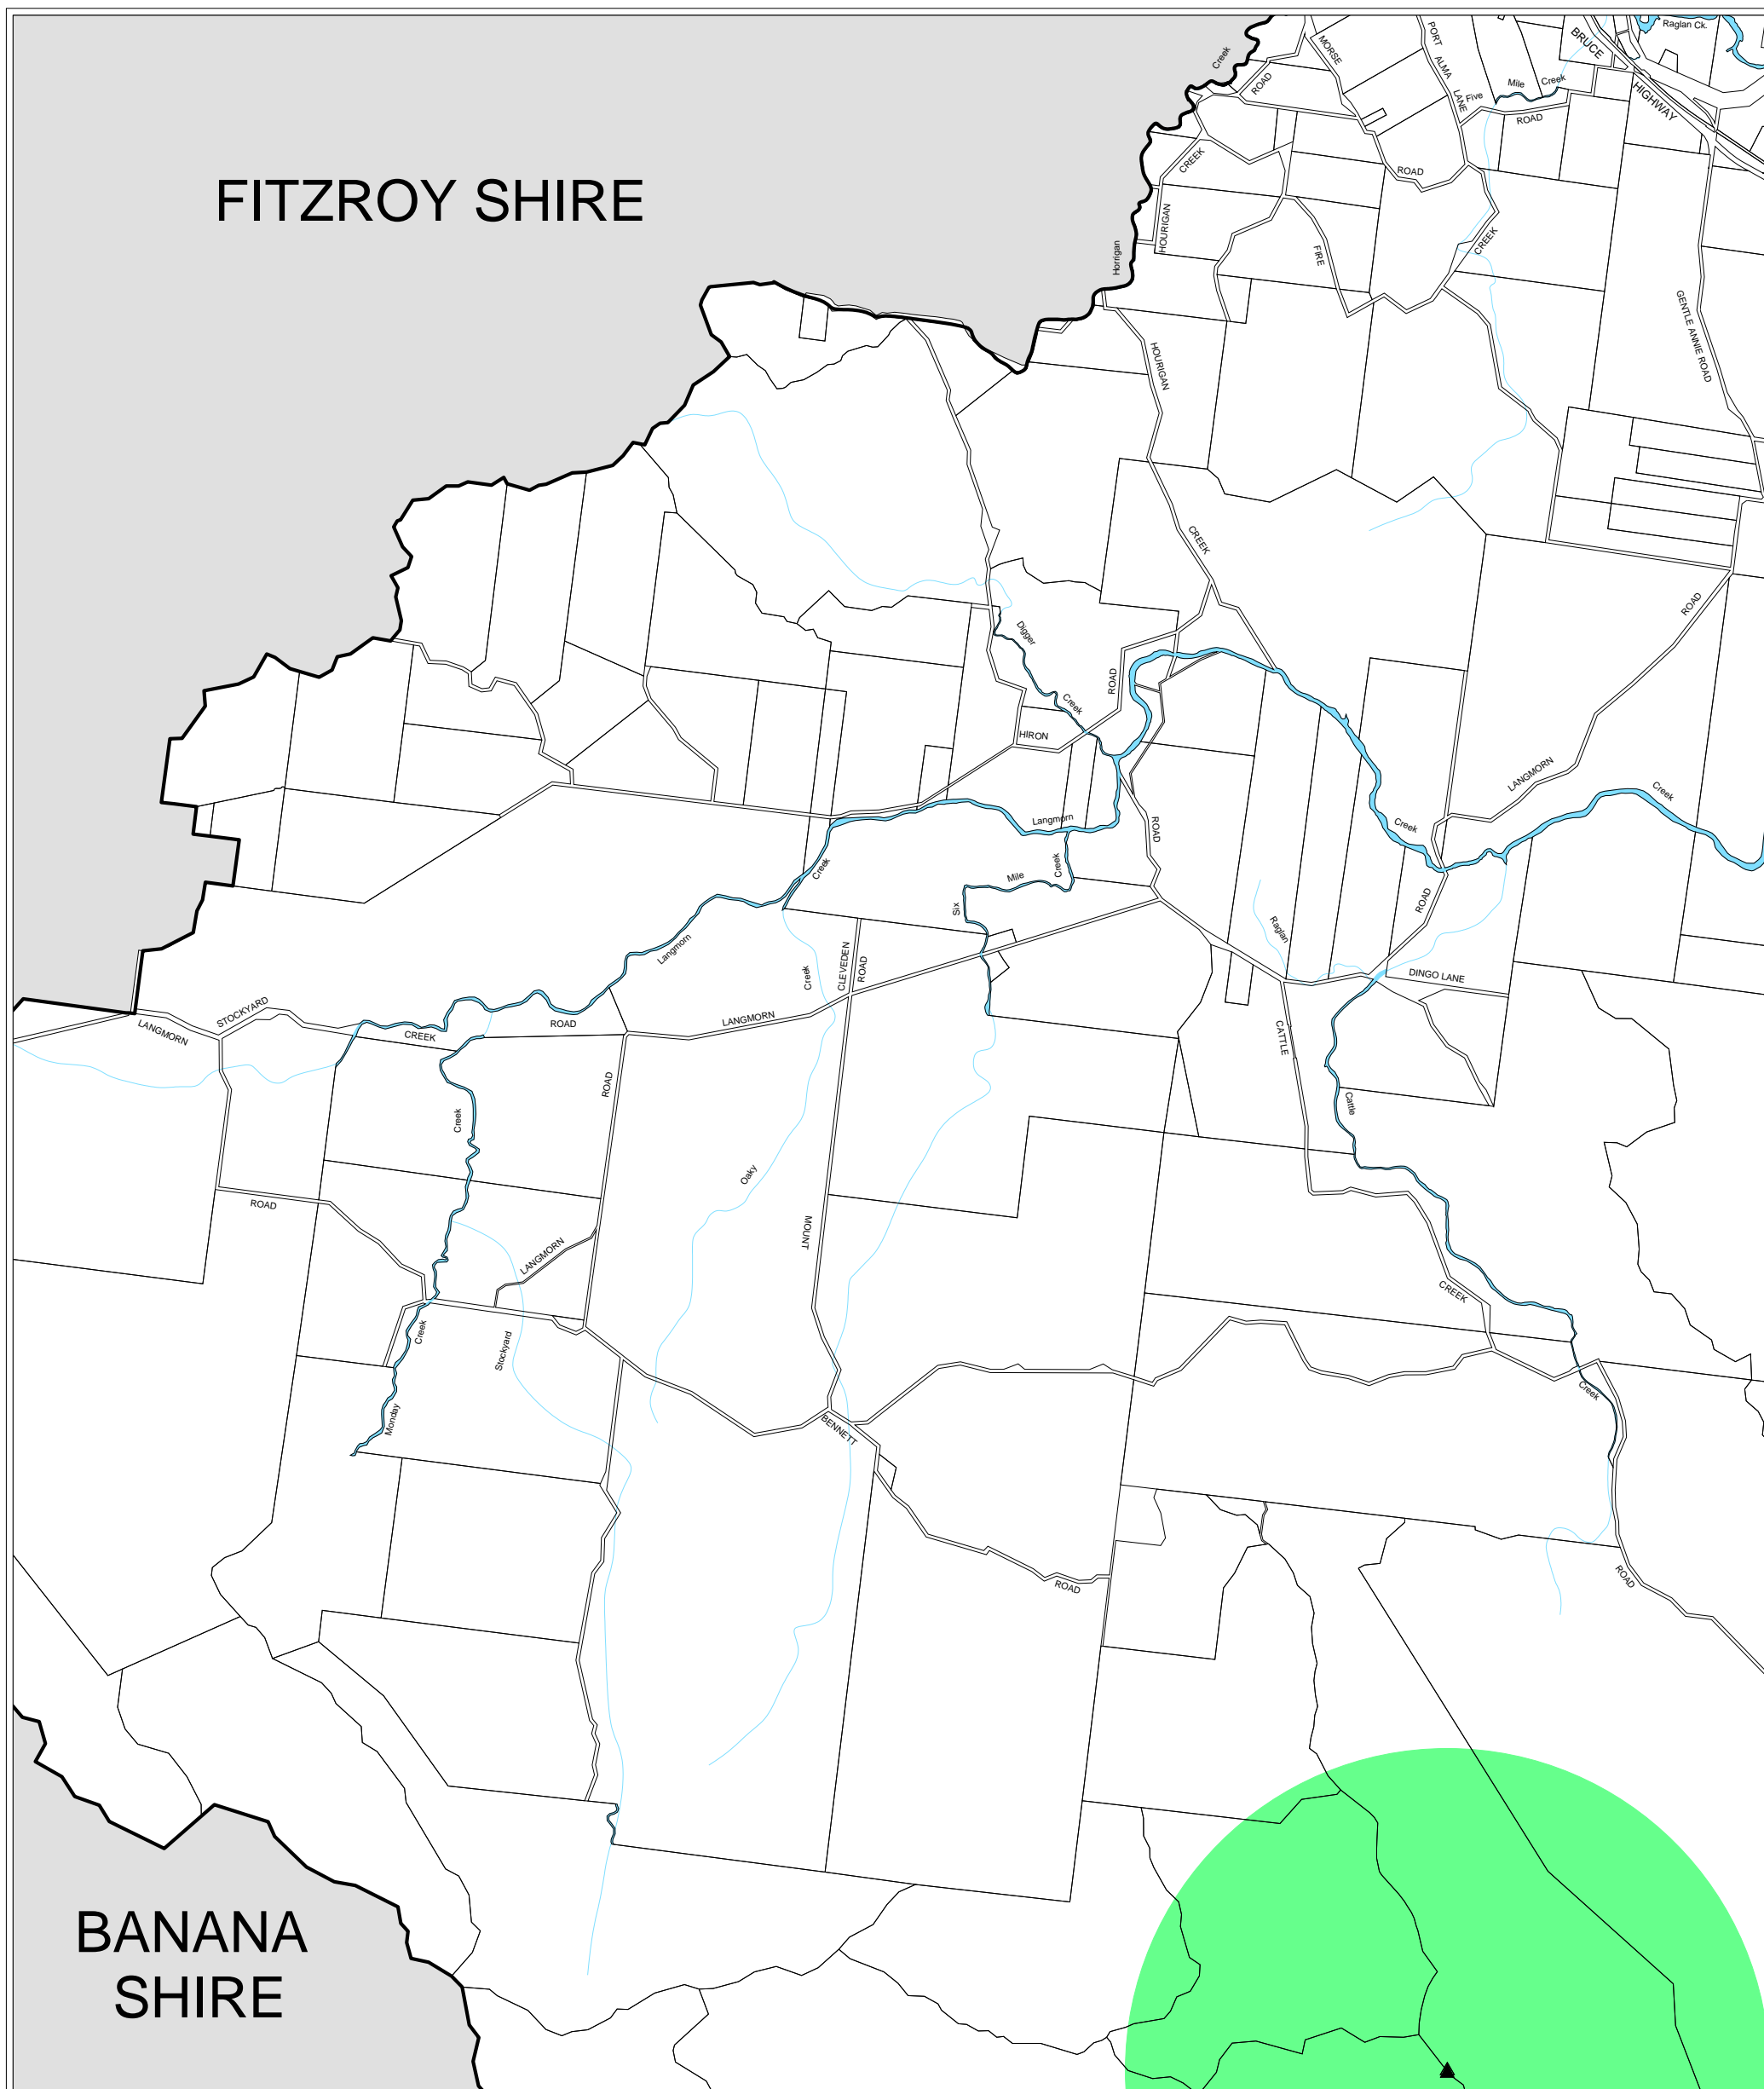 Raglan Ck.
BRUCE
HIGHWAY
PORT
ALMA
LANE
MORSE
ROAD
Creek
ROAD
Five
Mile
Creek
ROAD
FITZROY SHIRE
CREEK
HOURIGAN
Horrigan
FIRE
CREEK
GENTLE ANNIE ROAD
HOURIGAN
CREEK
ROAD
Digger
Creek
ROAD
HIRON
LANGMORN
Creek
Creek
ROAD
Langmorn
Creek
Mile
Six
Creek
Langmorn
CLEVEDEN
ROAD
Creek
Raglan
ROAD
DINGO LANE
STOCKYARD
LANGMORN
CREEK
ROAD
LANGMORN
CATTLE
Cattle
ROAD
Creek
Oaky
ROAD
MOUNT
LANGMORN
CREEK
Creek
Stockyard
Creek
Monday
BENNETT
ROAD
ROAD
BANANA
SHIRE